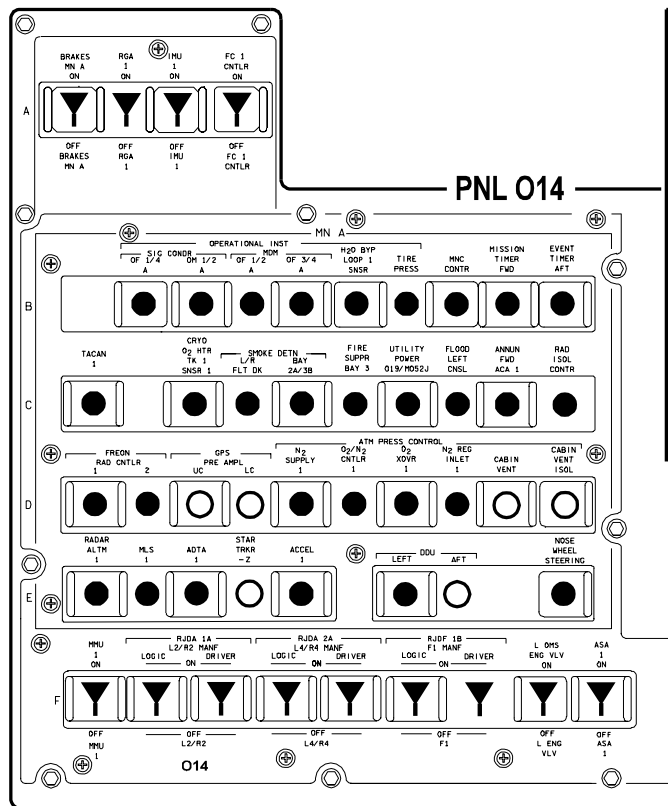 BRAKES RGA IMU FC 1
MN A 1 1 CNTLR
ON ON ON ON
A
OFF OFF OFF OFF
BRAKES RGA IMU FC 1
MN A 1 1 CNTLR
PNL O14
MN A
OPERATIONAL INST
SIG CONDR MDM H2O BYP MISSION EVENT
OF 1/4 OM 1/2 OF 1/2 OF 3/4 LOOP 1 TIRE MNC TIMER TIMER
A A A A SNSR PRESS CONTR FWD AFT
B
CRYO
TACAN O2 HTR SMOKE DETN FIRE UTILITY FLOOD ANNUN RAD
1 TK 1 L/R BAY SUPPR POWER LEFT FWD ISOL
SNSR 1 FLT DK 2A/3B BAY 3 O19/MO52J CNSL ACA 1 CONTR
C
ATM PRESS CONTROL
FREON GPS N2 O2/N2 O2 N2 REG CABIN
RAD CNTLR PRE AMPL SUPPLY CNTLR XOVR INLET CABIN VENT
1 2 UC LC 1 1 1 1 VENT ISOL
D
RADAR STAR NOSE
ALTM MLS ADTA TRKR ACCEL DDU WHEEL
1 1 1 -Z 1 LEFT AFT STEERING
E
MMU RJDA 1A RJDA 2A RJDF 1B L OMS ASA
1 L2/R2 MANF L4/R4 MANF F1 MANF ENG VLV 1
ON LOGIC ON DRIVER LOGIC ON DRIVER LOGIC ON DRIVER ON ON
F
OFF OFF OFF OFF OFF OFF
MMU L2/R2 L4/R4 F1 L ENG ASA
1 VLV 1
O14